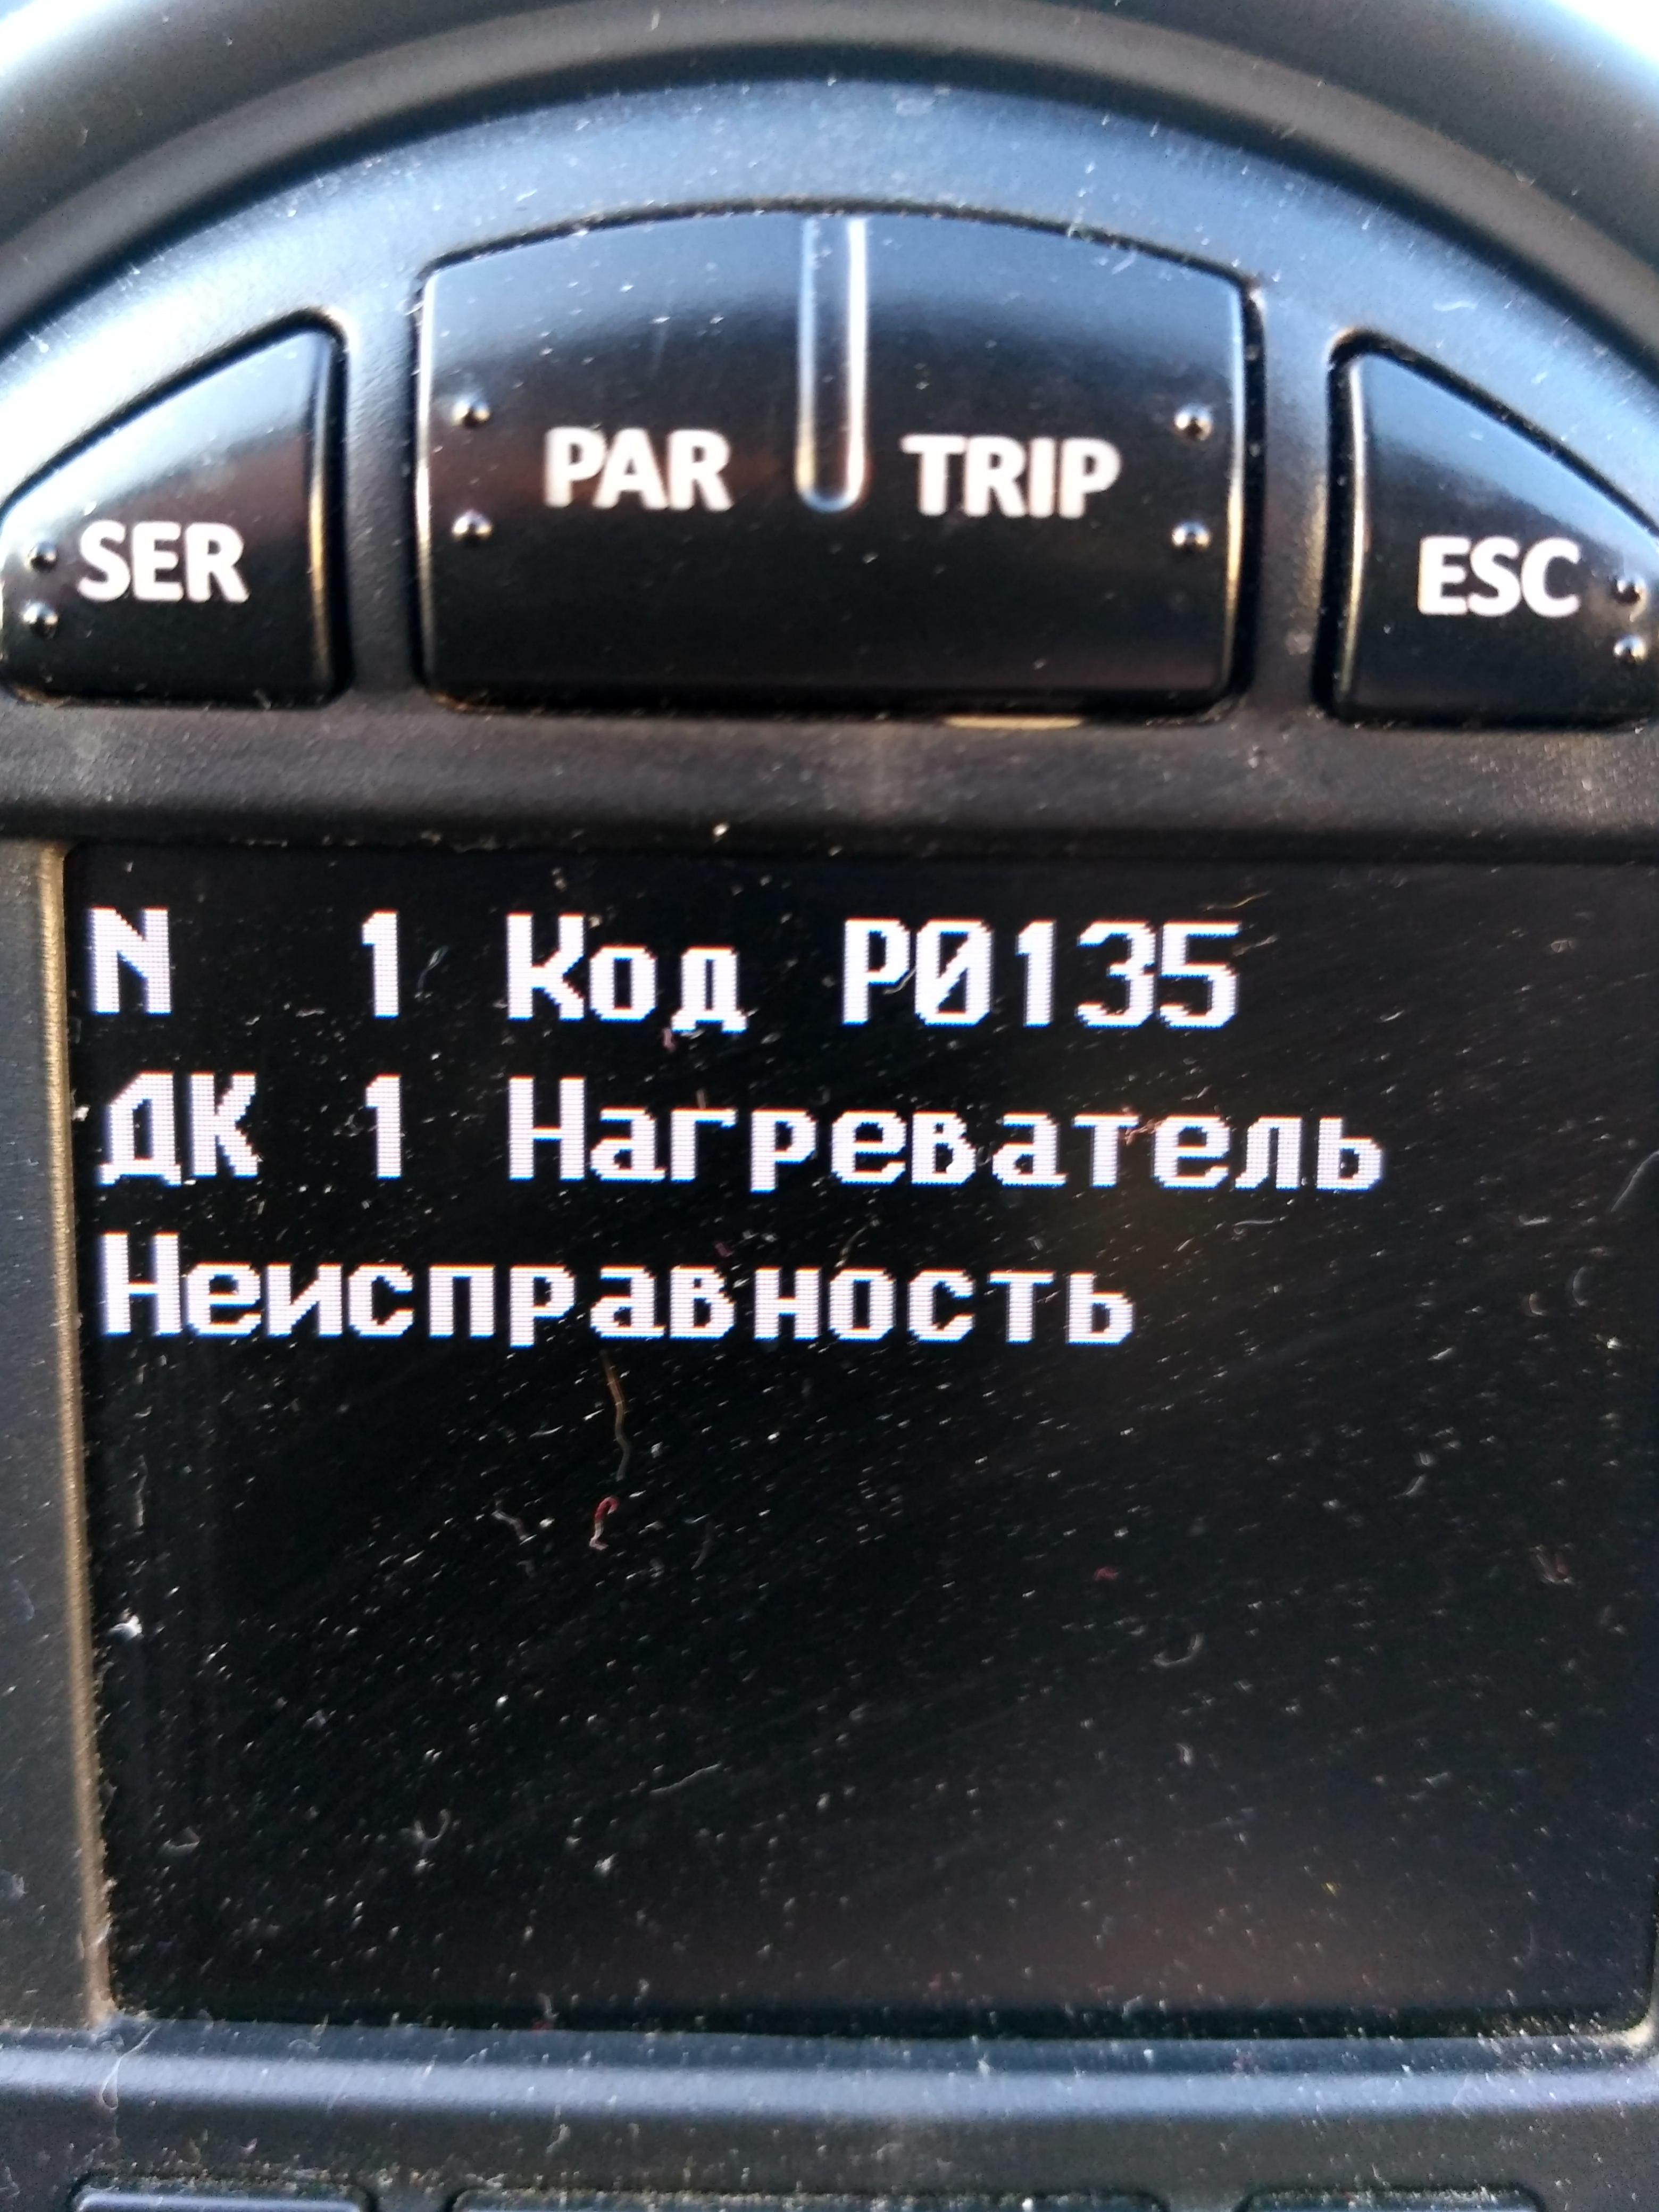 SER PAR TRIP ESC
N 1 Код P0135
ДК 1 Нагреватель
Неисправность